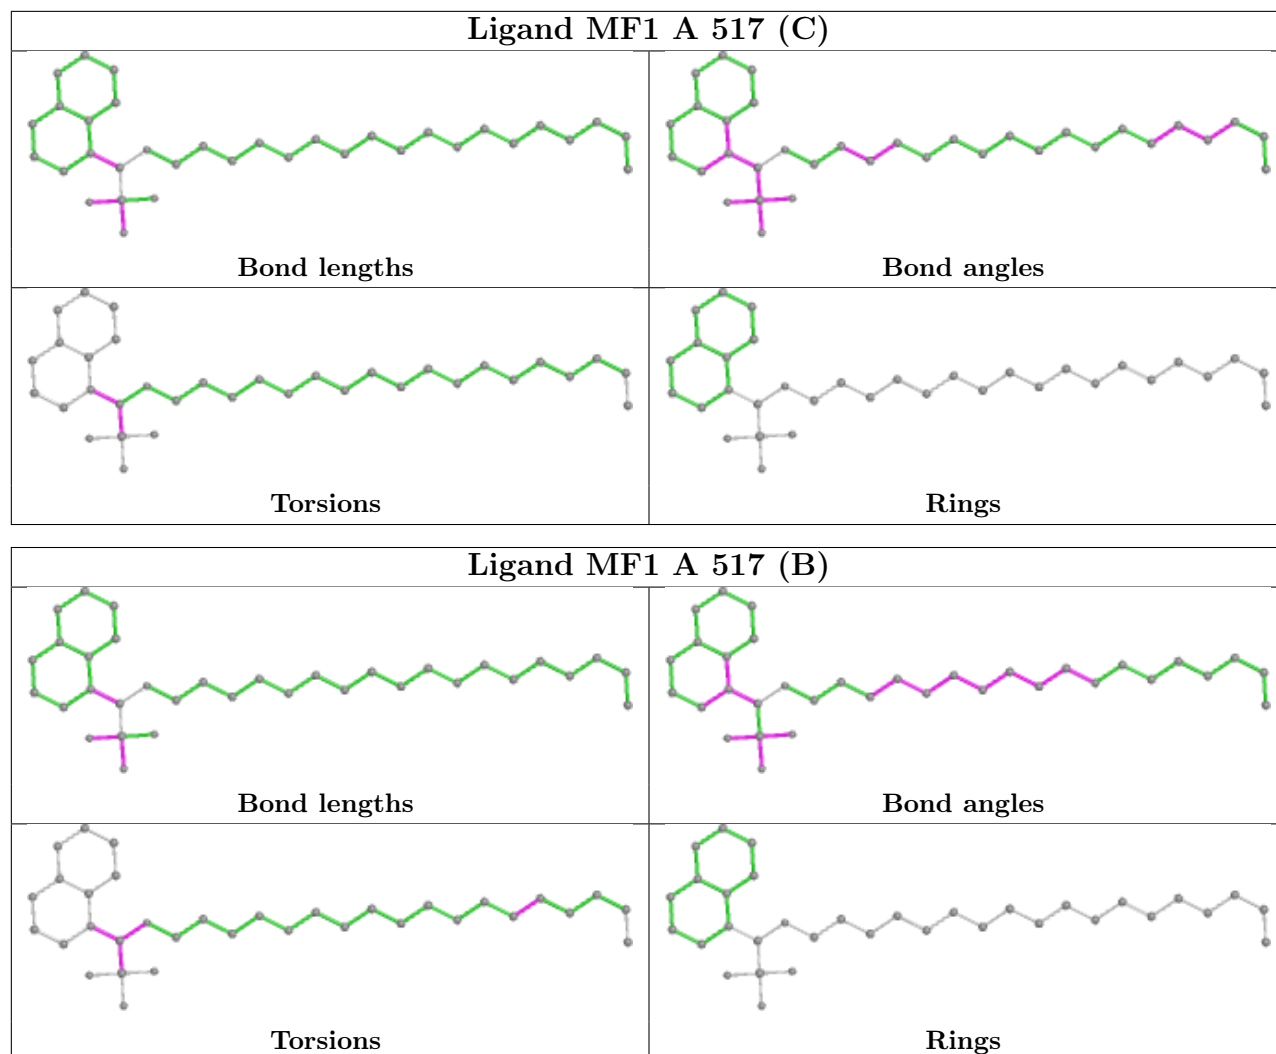 Ligand MF1 A 517 (C)
Bond lengths
Bond angles
Torsions
Rings
Ligand MF1 A 517 (B)
Bond lengths
Bond angles
Torsions
Rings